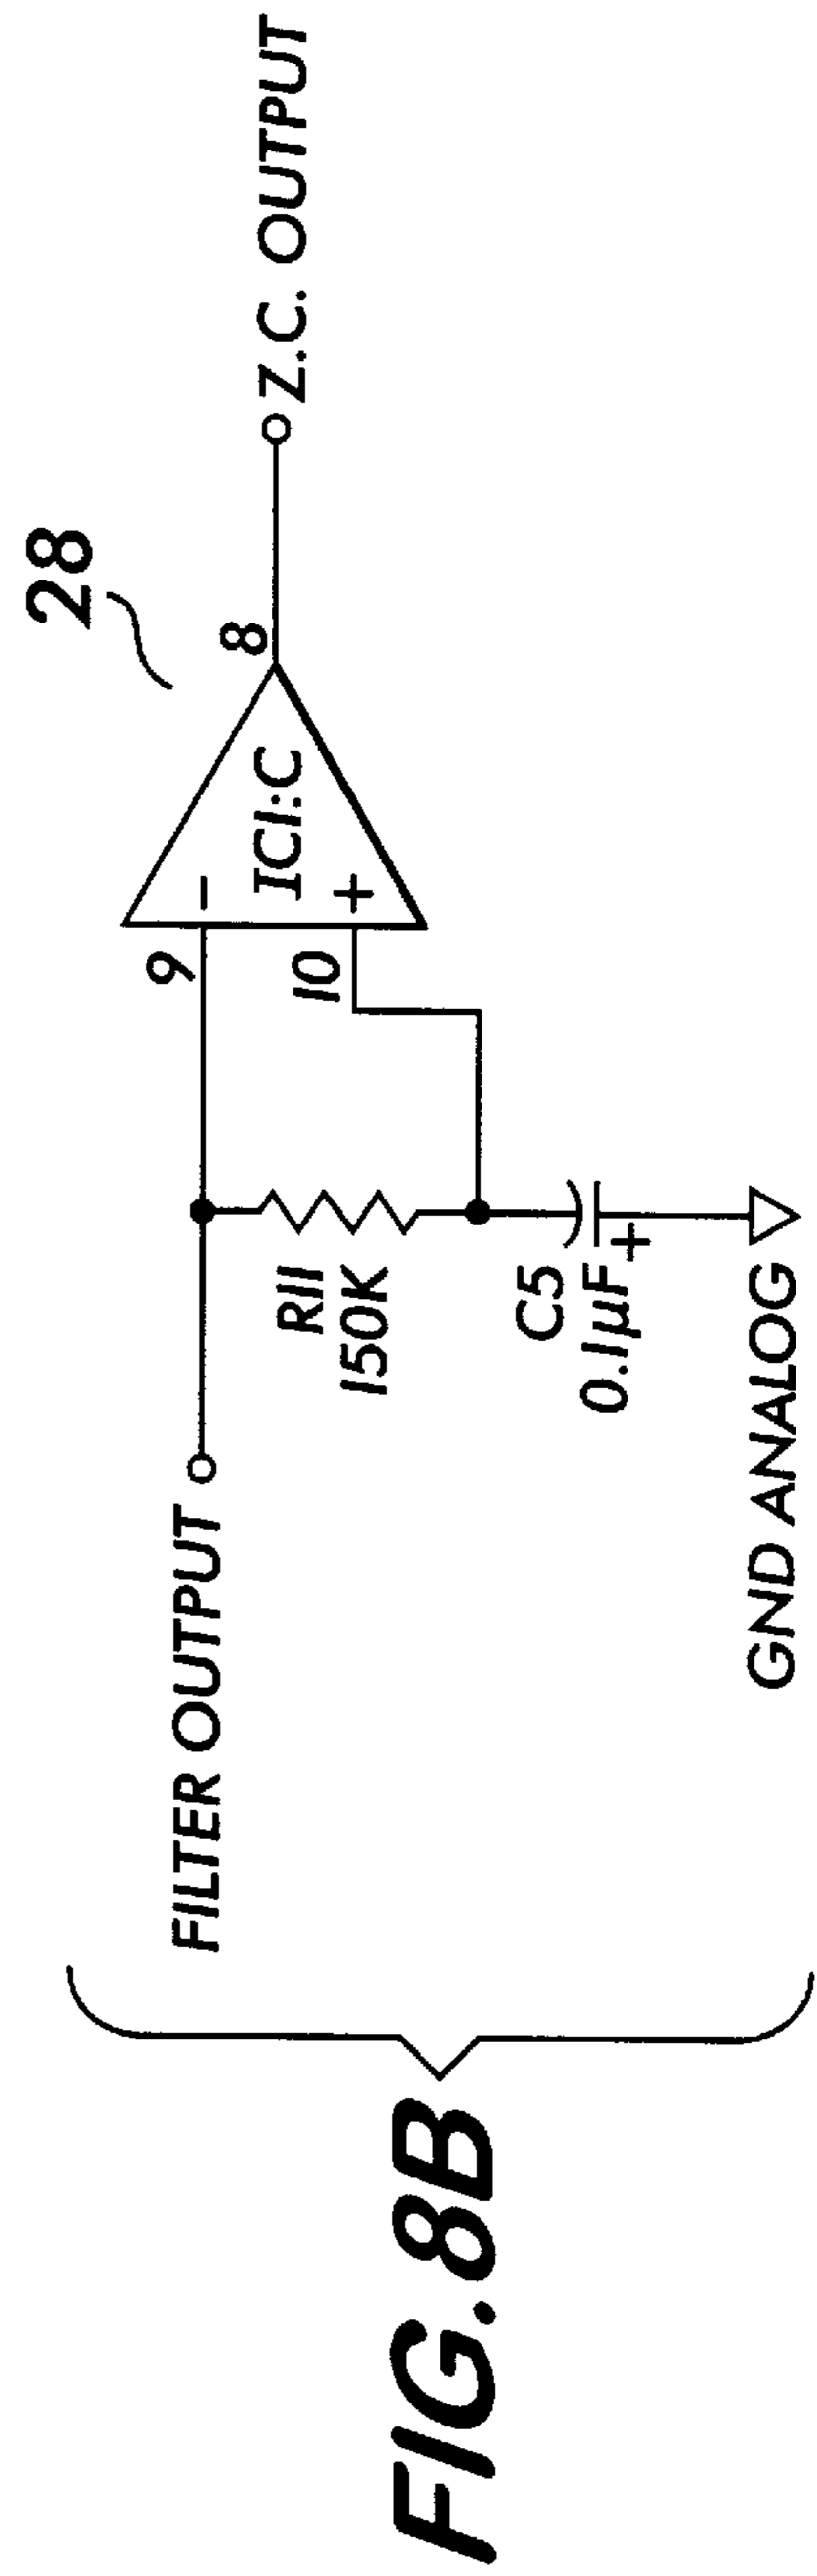 FIG. 8B
FILTER OUTPUT
R11
150K
C5
0.1µF
+
GND ANALOG
9
10
−
+
IC1:C
8
28
Z.C. OUTPUT